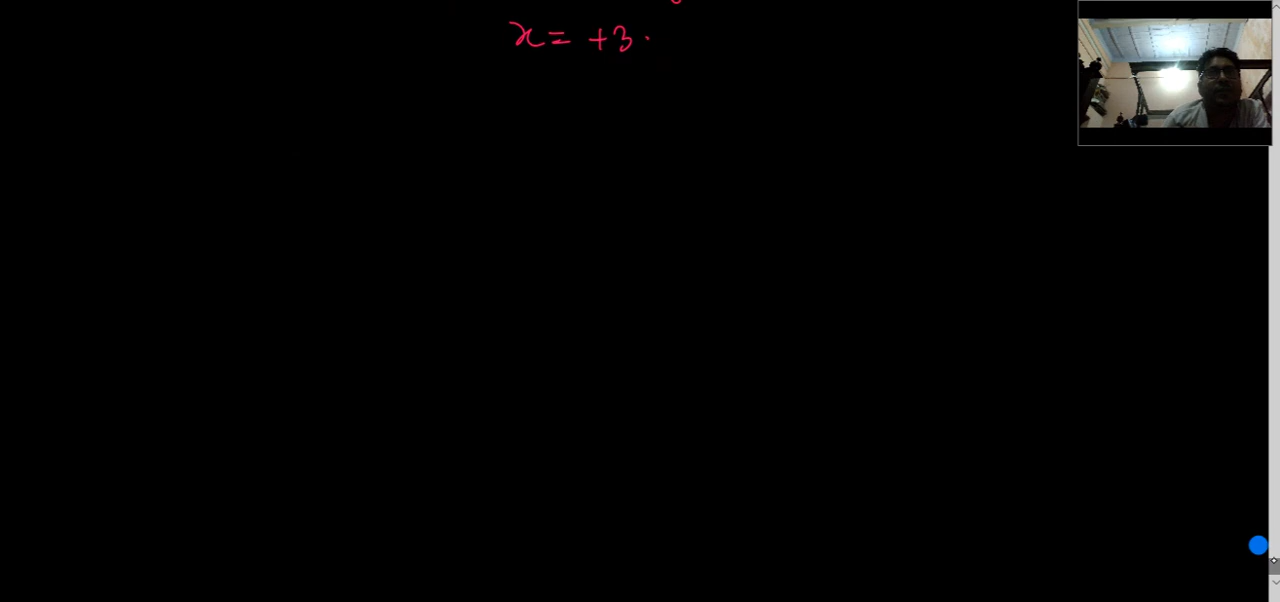 x = +3.